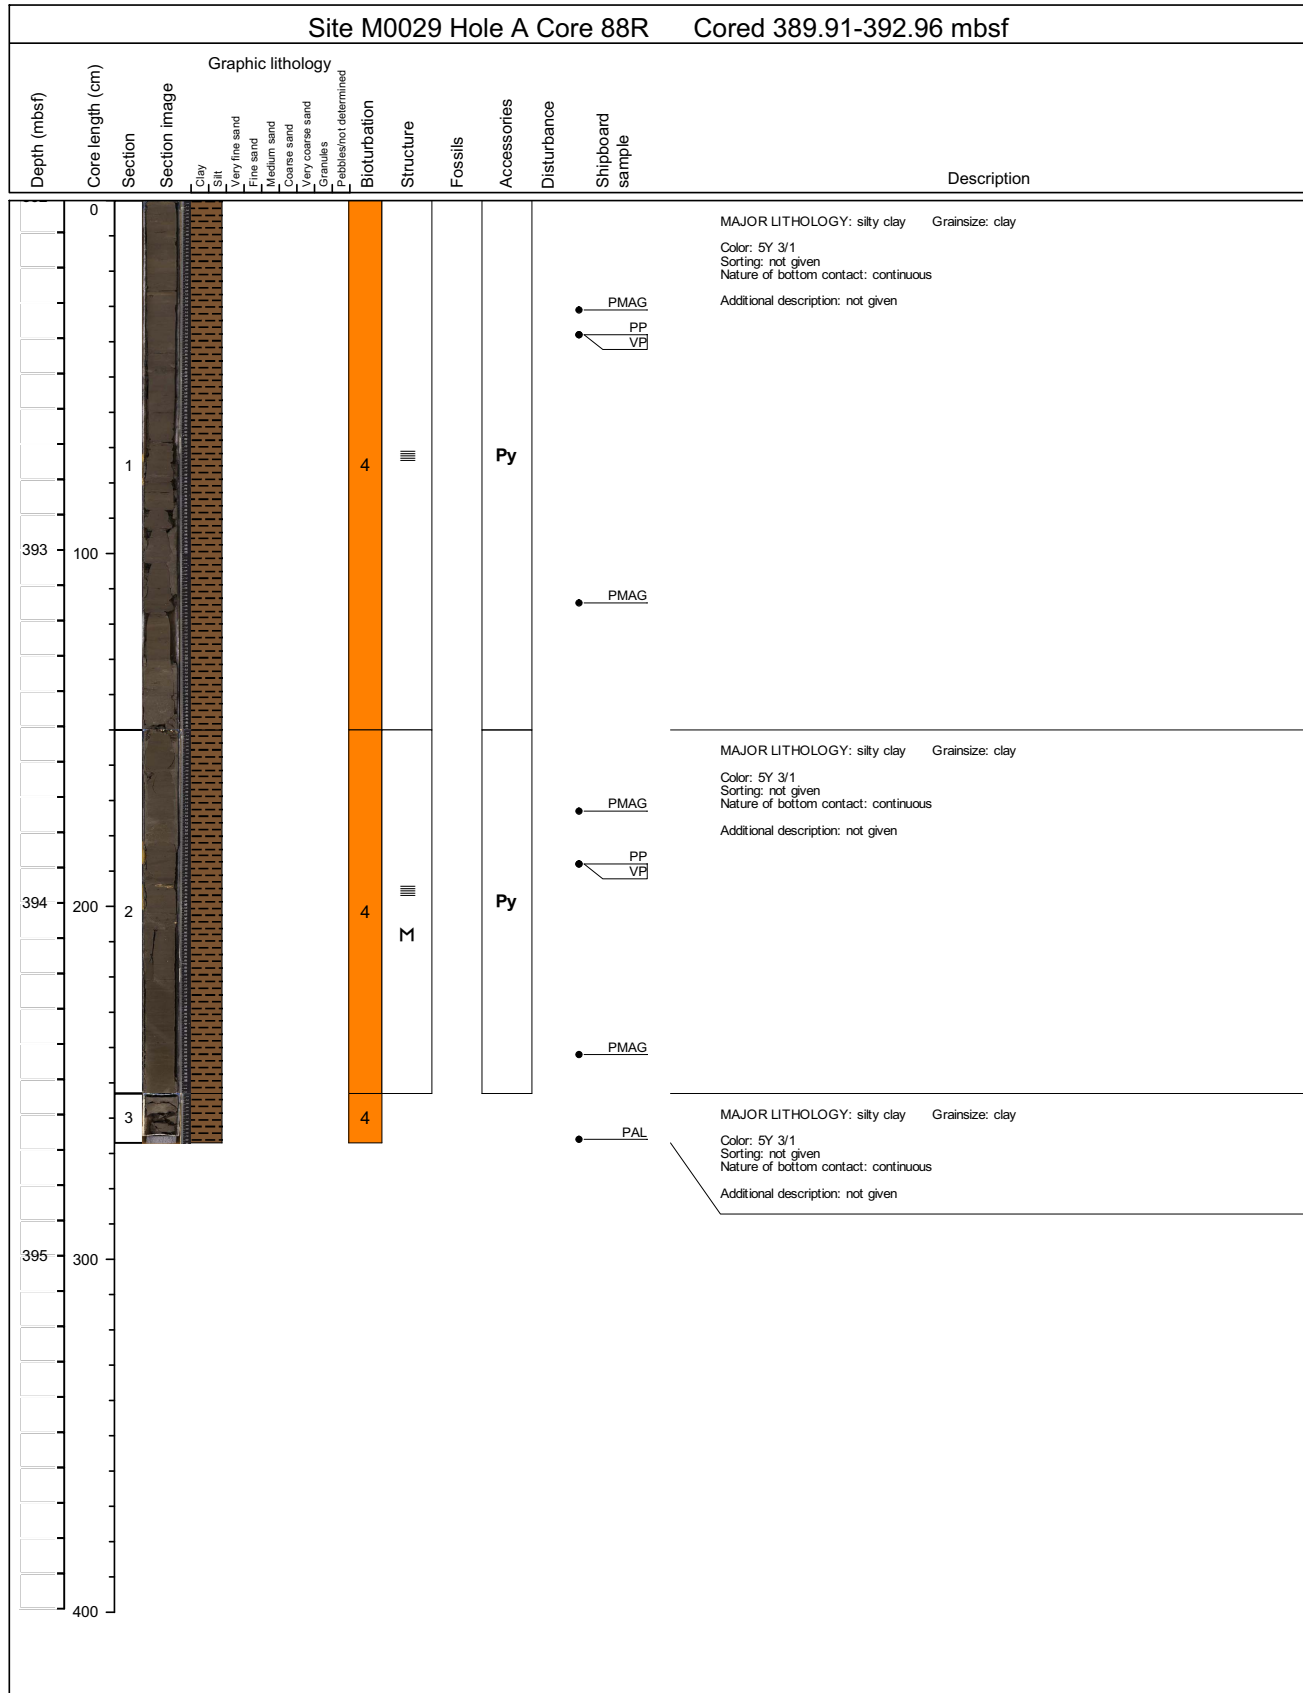 Site M0029 Hole A Core 88R Cored 389.91-392.96 mbsf
Depth (mbsf)
Core length (cm)
Section
Section image
Graphic lithology
Clay
Silt
Very fine sand
Fine sand
Medium sand
Coarse sand
Very coarse sand
Granules
Pebbles/not determined
Bioturbation
Structure
Fossils
Accessories
Disturbance
Shipboard
sample
Description
0
MAJOR LITHOLOGY: silty clay Grainsize: clay
Color: 5Y 3/1
Sorting: not given
Nature of bottom contact: continuous
Additional description: not given
PMAG
PP
VP
1
4
Py
393
100
PMAG
MAJOR LITHOLOGY: silty clay Grainsize: clay
Color: 5Y 3/1
Sorting: not given
Nature of bottom contact: continuous
Additional description: not given
PMAG
PP
VP
394
200
2
4
Py
M
PMAG
3
4
MAJOR LITHOLOGY: silty clay Grainsize: clay
Color: 5Y 3/1
Sorting: not given
Nature of bottom contact: continuous
Additional description: not given
PAL
395
300
400